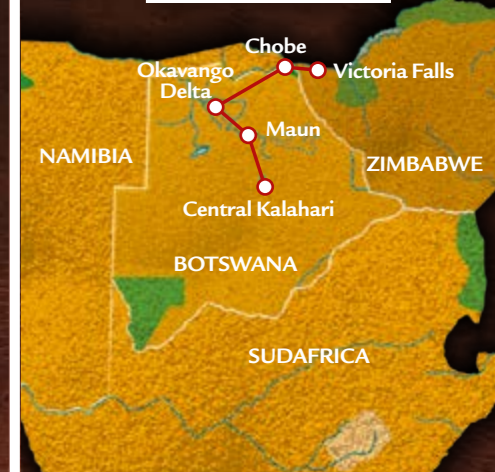 Chobe
Okavango
Delta
Victoria Falls
Maun
NAMIBIA
ZIMBABWE
Central Kalahari
BOTSWANA
SUDAFRICA